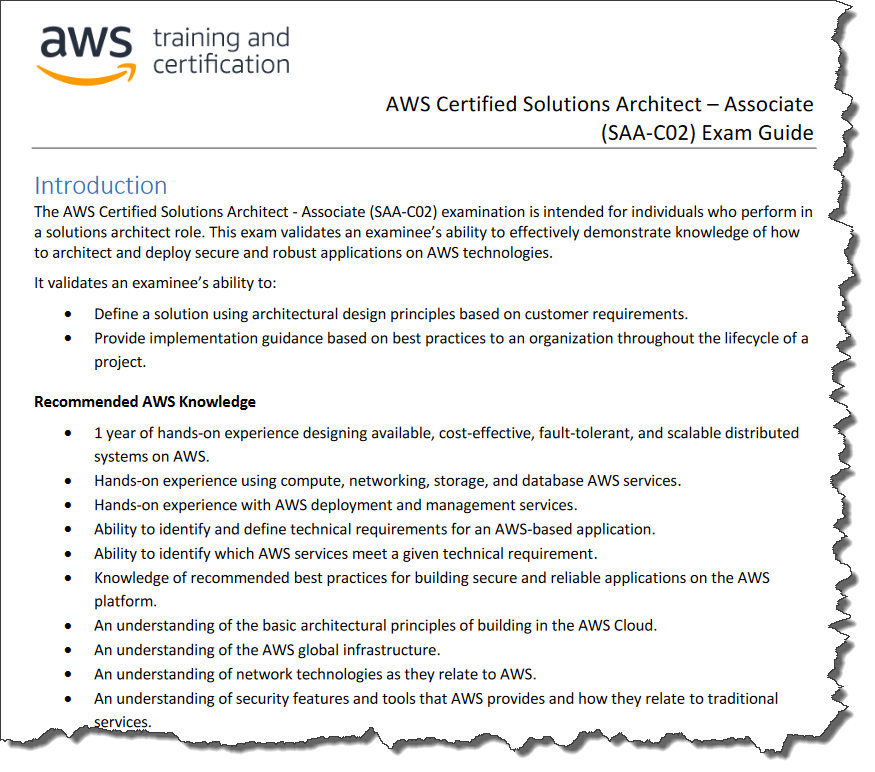 aws training and
certification
AWS Certified Solutions Architect – Associate
(SAA-C02) Exam Guide
Introduction
The AWS Certified Solutions Architect - Associate (SAA-C02) examination is intended for individuals who perform in
a solutions architect role. This exam validates an examinee’s ability to effectively demonstrate knowledge of how
to architect and deploy secure and robust applications on AWS technologies.
It validates an examinee’s ability to:
• Define a solution using architectural design principles based on customer requirements.
• Provide implementation guidance based on best practices to an organization throughout the lifecycle of a
project.
Recommended AWS Knowledge
• 1 year of hands-on experience designing available, cost-effective, fault-tolerant, and scalable distributed
systems on AWS.
• Hands-on experience using compute, networking, storage, and database AWS services.
• Hands-on experience with AWS deployment and management services.
• Ability to identify and define technical requirements for an AWS-based application.
• Ability to identify which AWS services meet a given technical requirement.
• Knowledge of recommended best practices for building secure and reliable applications on the AWS
platform.
• An understanding of the basic architectural principles of building in the AWS Cloud.
• An understanding of the AWS global infrastructure.
• An understanding of network technologies as they relate to AWS.
• An understanding of security features and tools that AWS provides and how they relate to traditional
services.